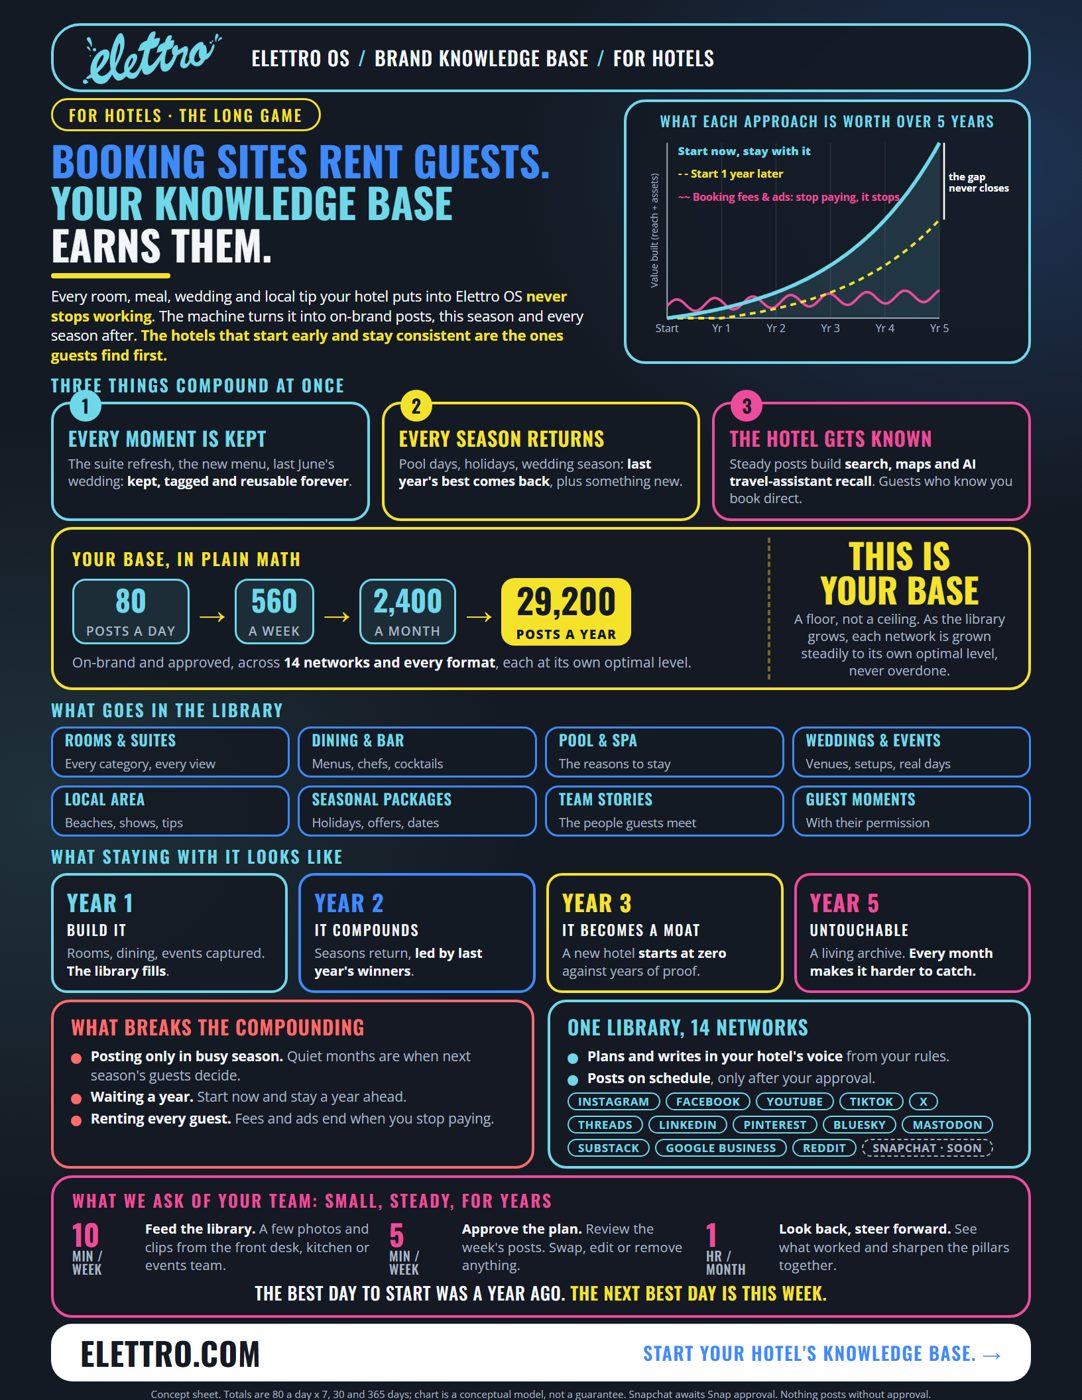 elettro
ELETTRO OS / BRAND KNOWLEDGE BASE / FOR HOTELS
FOR HOTELS · THE LONG GAME
BOOKING SITES RENT GUESTS.
YOUR KNOWLEDGE BASE
EARNS THEM.
Every room, meal, wedding and local tip your hotel puts into Elettro OS never
stops working. The machine turns it into on-brand posts, this season and every
season after. The hotels that start early and stay consistent are the ones
guests find first.
WHAT EACH APPROACH IS WORTH OVER 5 YEARS
Start now, stay with it
- - Start 1 year later
~~ Booking fees & ads: stop paying, it stops
the gap
never closes
Value built (reach + assets)
Start
Yr 1
Yr 2
Yr 3
Yr 4
Yr 5
THREE THINGS COMPOUND AT ONCE
1
EVERY MOMENT IS KEPT
The suite refresh, the new menu, last June's
wedding: kept, tagged and reusable forever.
2
EVERY SEASON RETURNS
Pool days, holidays, wedding season: last
year's best comes back, plus something new.
3
THE HOTEL GETS KNOWN
Steady posts build search, maps and AI
travel-assistant recall. Guests who know you
book direct.
YOUR BASE, IN PLAIN MATH
80
POSTS A DAY
→
560
A WEEK
→
2,400
A MONTH
→
29,200
POSTS A YEAR
On-brand and approved, across 14 networks and every format, each at its own optimal level.
THIS IS
YOUR BASE
A floor, not a ceiling. As the library
grows, each network is grown
steadily to its own optimal level,
never overdone.
WHAT GOES IN THE LIBRARY
ROOMS & SUITES
Every category, every view
DINING & BAR
Menus, chefs, cocktails
POOL & SPA
The reasons to stay
WEDDINGS & EVENTS
Venues, setups, real days
LOCAL AREA
Beaches, shows, tips
SEASONAL PACKAGES
Holidays, offers, dates
TEAM STORIES
The people guests meet
GUEST MOMENTS
With their permission
WHAT STAYING WITH IT LOOKS LIKE
YEAR 1
BUILD IT
Rooms, dining, events captured.
The library fills.
YEAR 2
IT COMPOUNDS
Seasons return, led by last
year's winners.
YEAR 3
IT BECOMES A MOAT
A new hotel starts at zero
against years of proof.
YEAR 5
UNTOUCHABLE
A living archive. Every month
makes it harder to catch.
WHAT BREAKS THE COMPOUNDING
Posting only in busy season. Quiet months are when next
season's guests decide.
Waiting a year. Start now and stay a year ahead.
Renting every guest. Fees and ads end when you stop paying.
ONE LIBRARY, 14 NETWORKS
Plans and writes in your hotel's voice from your rules.
Posts on schedule, only after your approval.
INSTAGRAM FACEBOOK YOUTUBE TIKTOK X
THREADS LINKEDIN PINTEREST BLUESKY MASTODON
SUBSTACK GOOGLE BUSINESS REDDIT SNAPCHAT · SOON
WHAT WE ASK OF YOUR TEAM: SMALL, STEADY, FOR YEARS
10
MIN /
WEEK
Feed the library. A few photos and
clips from the front desk, kitchen or
events team.
5
MIN /
WEEK
Approve the plan. Review the
week's posts. Swap, edit or remove
anything.
1
HR /
MONTH
Look back, steer forward. See
what worked and sharpen the pillars
together.
THE BEST DAY TO START WAS A YEAR AGO. THE NEXT BEST DAY IS THIS WEEK.
ELETTRO.COM
START YOUR HOTEL'S KNOWLEDGE BASE. →
Concept sheet. Totals are 80 a day x 7, 30 and 365 days; chart is a conceptual model, not a guarantee. Snapchat awaits Snap approval. Nothing posts without approval.